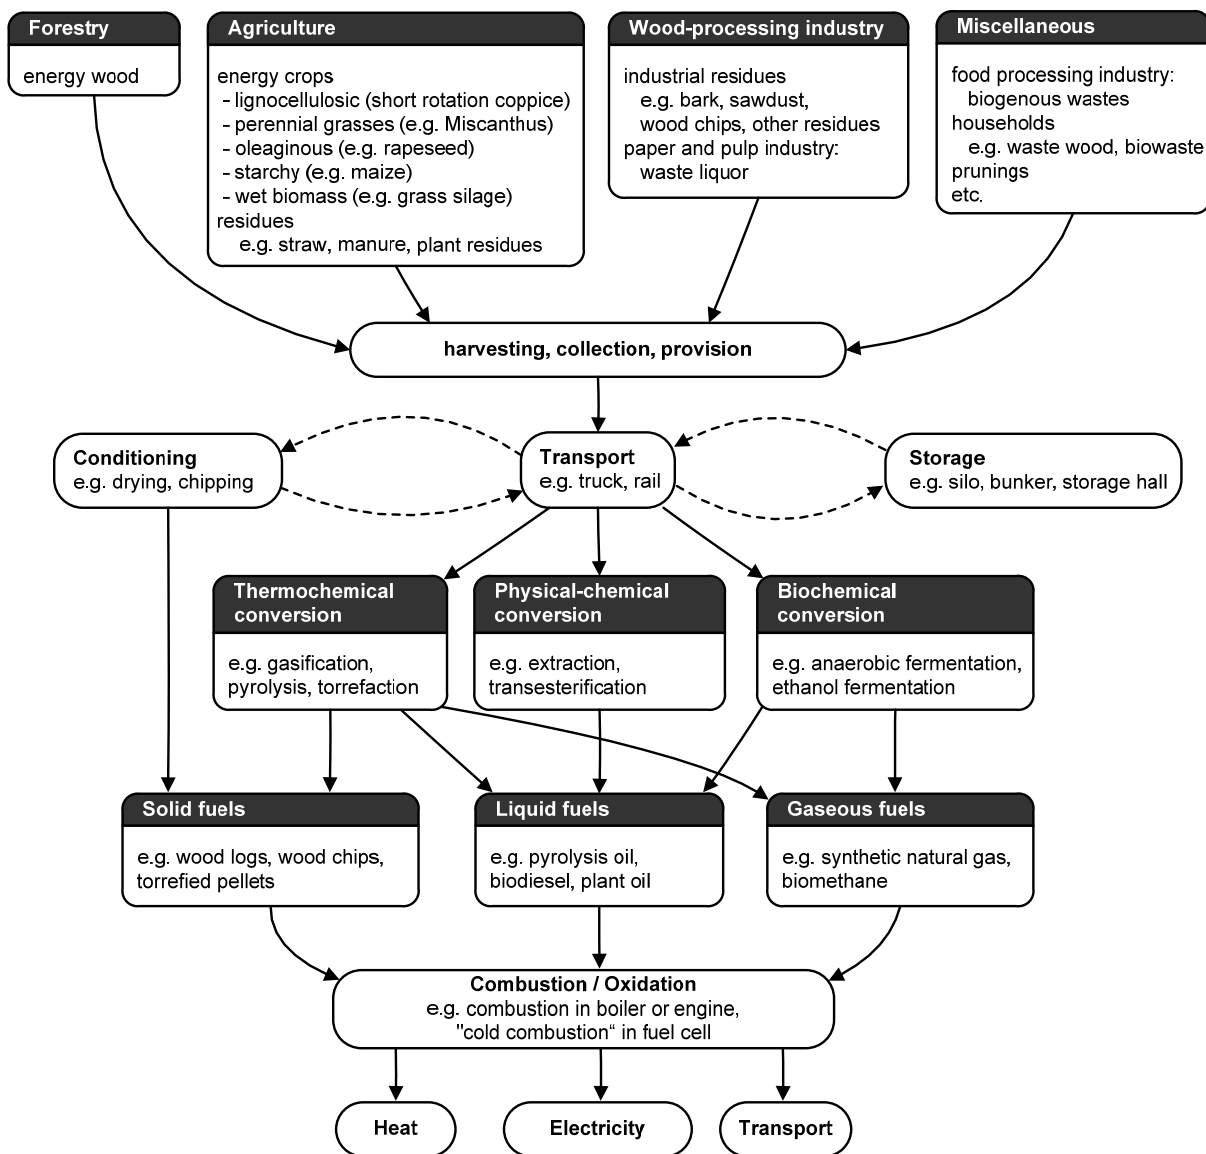 Forestry
energy wood
Agriculture
energy crops
- lignocellulosic (short rotation coppice)
- perennial grasses (e.g. Miscanthus)
- oleaginous (e.g. rapeseed)
- starchy (e.g. maize)
- wet biomass (e.g. grass silage)
residues
e.g. straw, manure, plant residues
Wood-processing industry
industrial residues
e.g. bark, sawdust,
wood chips, other residues
paper and pulp industry:
waste liquor
Miscellaneous
food processing industry:
biogenous wastes
households
e.g. waste wood, biowaste
prunings
etc.
harvesting, collection, provision
Conditioning
e.g. drying, chipping
Transport
e.g. truck, rail
Storage
e.g. silo, bunker, storage hall
Thermochemical
conversion
e.g. gasification,
pyrolysis, torrefaction
Physical-chemical
conversion
e.g. extraction,
transesterification
Biochemical
conversion
e.g. anaerobic fermentation,
ethanol fermentation
Solid fuels
e.g. wood logs, wood chips,
torrefied pellets
Liquid fuels
e.g. pyrolysis oil,
biodiesel, plant oil
Gaseous fuels
e.g. synthetic natural gas,
biomethane
Combustion / Oxidation
e.g. combustion in boiler or engine,
"cold combustion“ in fuel cell
Heat
Electricity
Transport